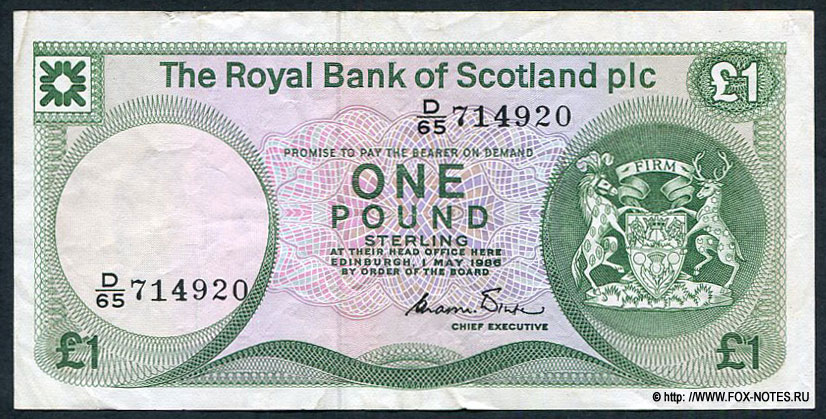 The Royal Bank of Scotland plc
£1
D/65 714920
PROMISE TO PAY THE BEARER ON DEMAND
ONE
POUND
STERLING
AT THEIR HEAD OFFICE HERE
EDINBURGH, 1 MAY 1986
BY ORDER OF THE BOARD
FIRM
D/65 714920
CHIEF EXECUTIVE
£1
£1
© http: //WWW.FOX-NOTES.RU